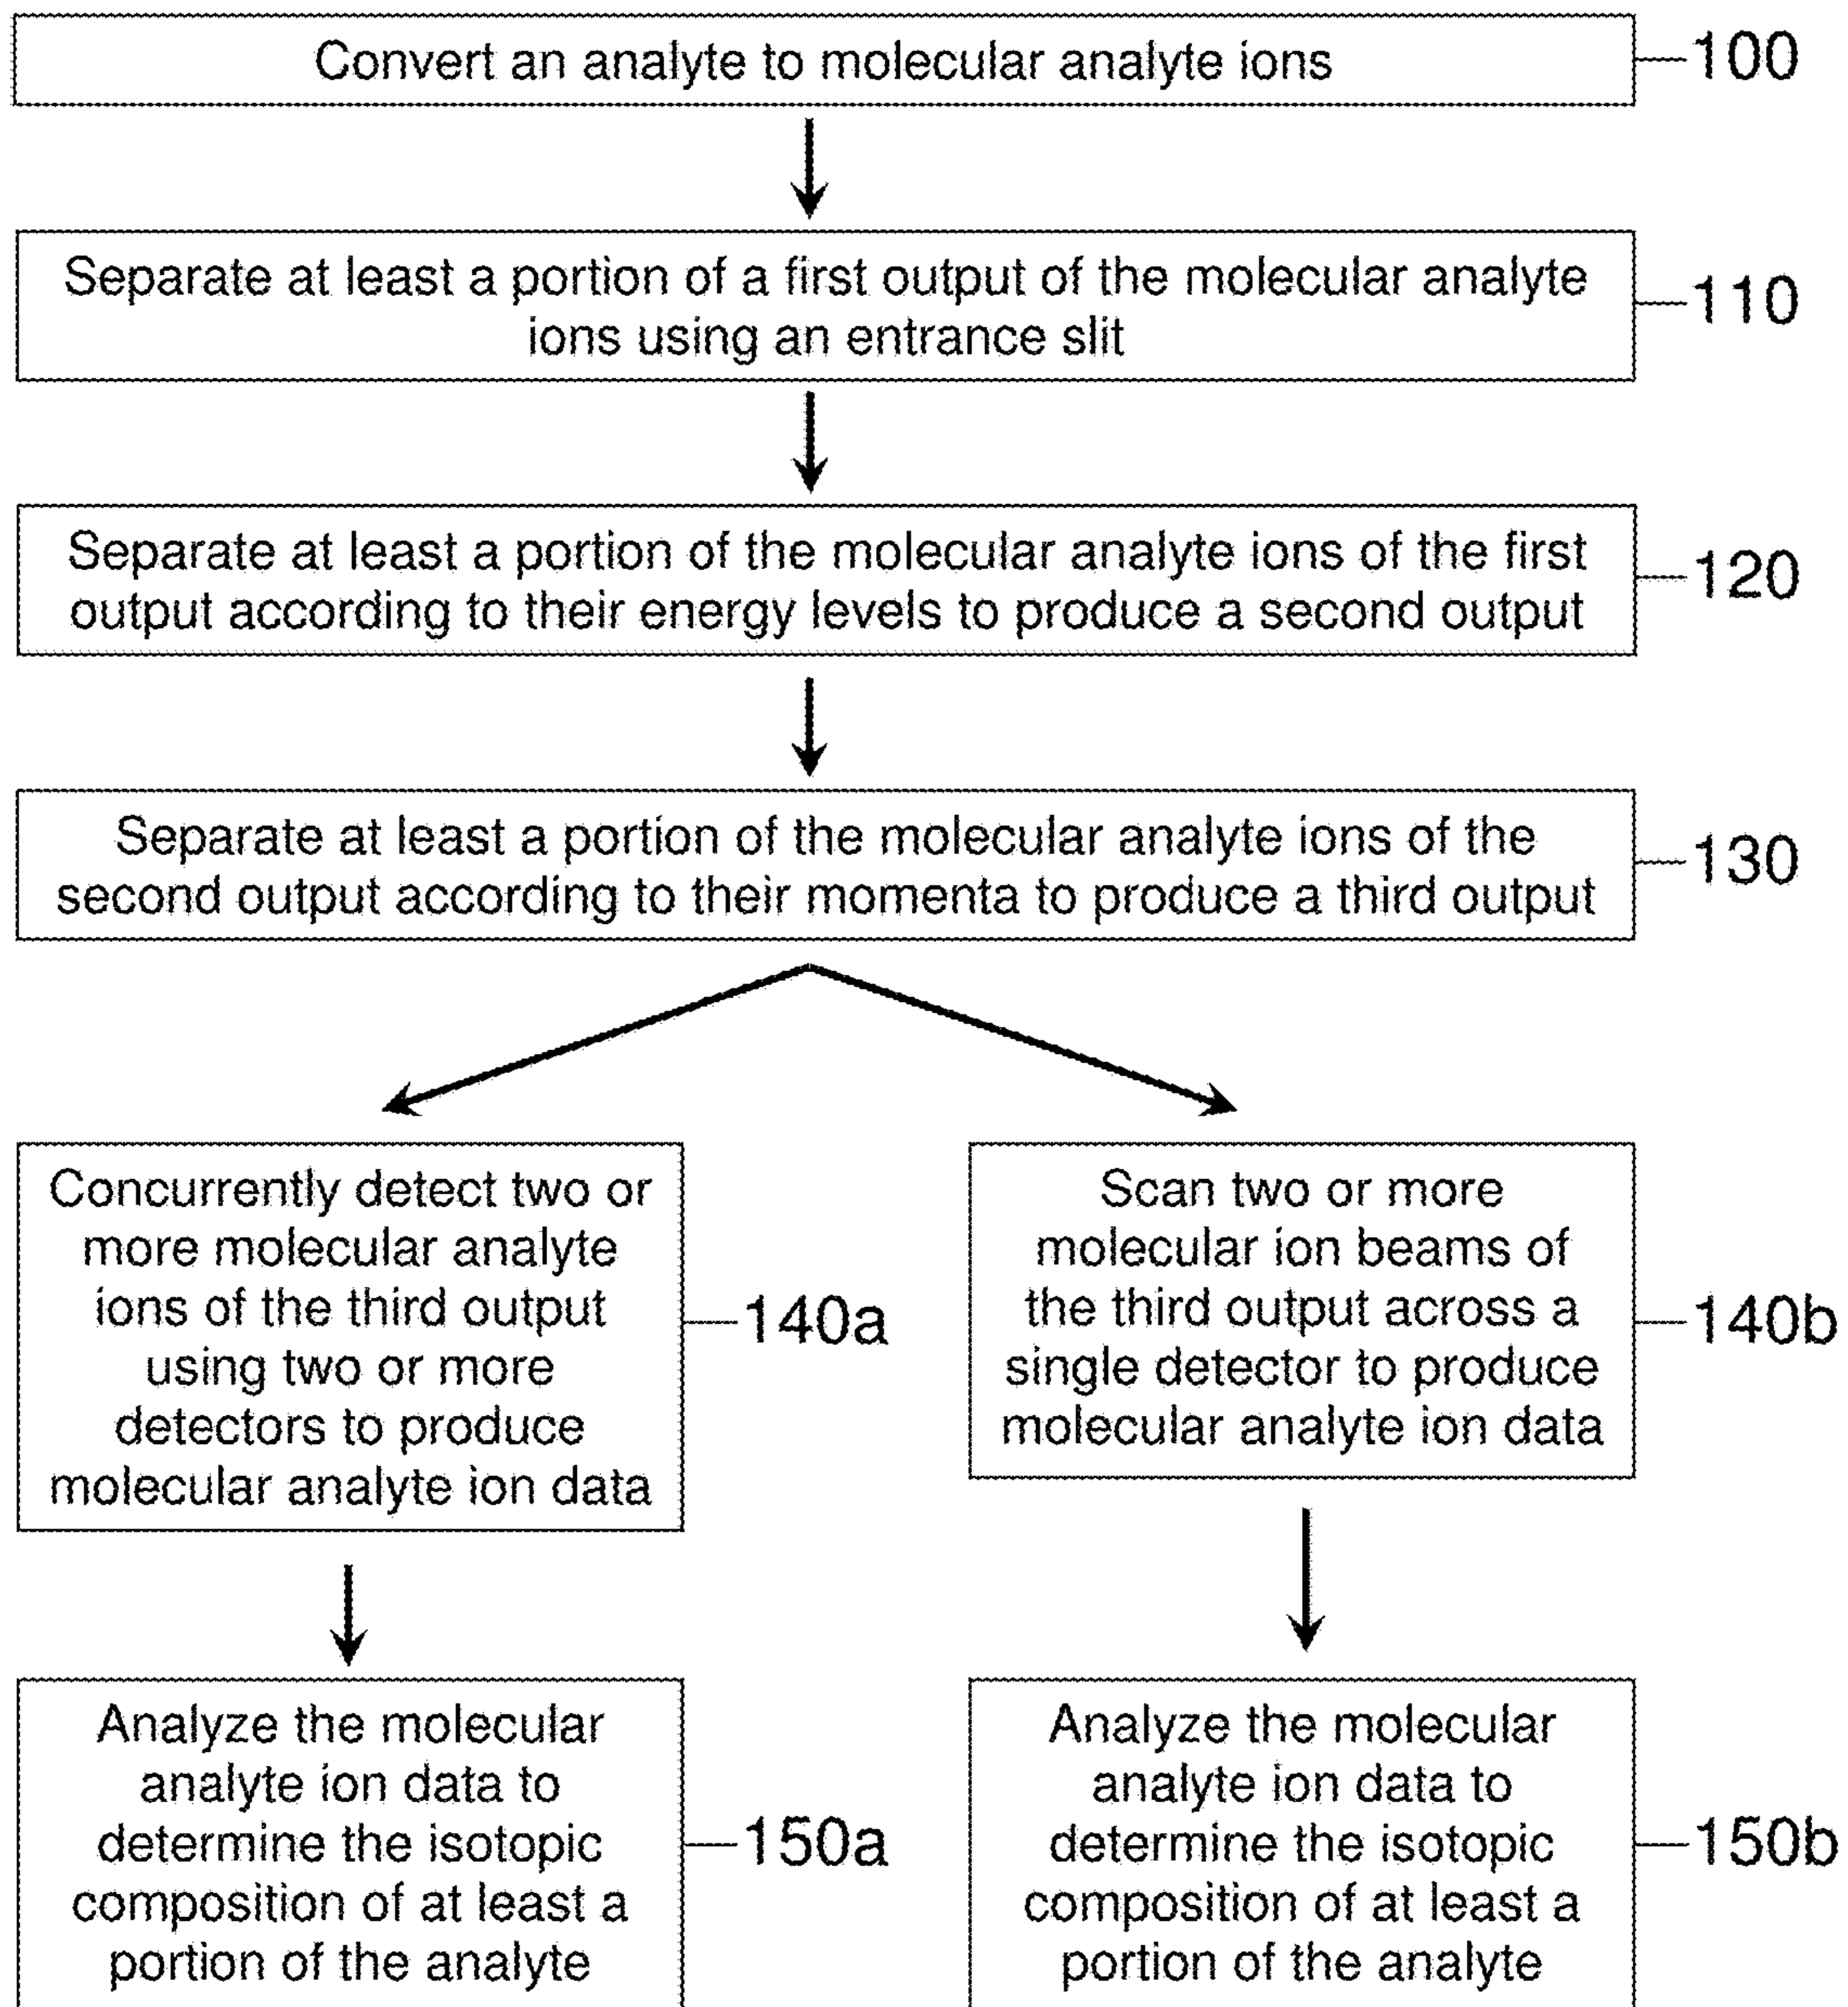 Convert an analyte to molecular analyte ions
100
Separate at least a portion of a first output of the molecular analyte
ions using an entrance slit
110
Separate at least a portion of the molecular analyte ions of the first
output according to their energy levels to produce a second output
120
Separate at least a portion of the molecular analyte ions of the
second output according to their momenta to produce a third output
130
Concurrently detect two or
more molecular analyte
ions of the third output
using two or more
detectors to produce
molecular analyte ion data
140a
Scan two or more
molecular ion beams of
the third output across a
single detector to produce
molecular analyte ion data
140b
Analyze the molecular
analyte ion data to
determine the isotopic
composition of at least a
portion of the analyte
150a
Analyze the molecular
analyte ion data to
determine the isotopic
composition of at least a
portion of the analyte
150b